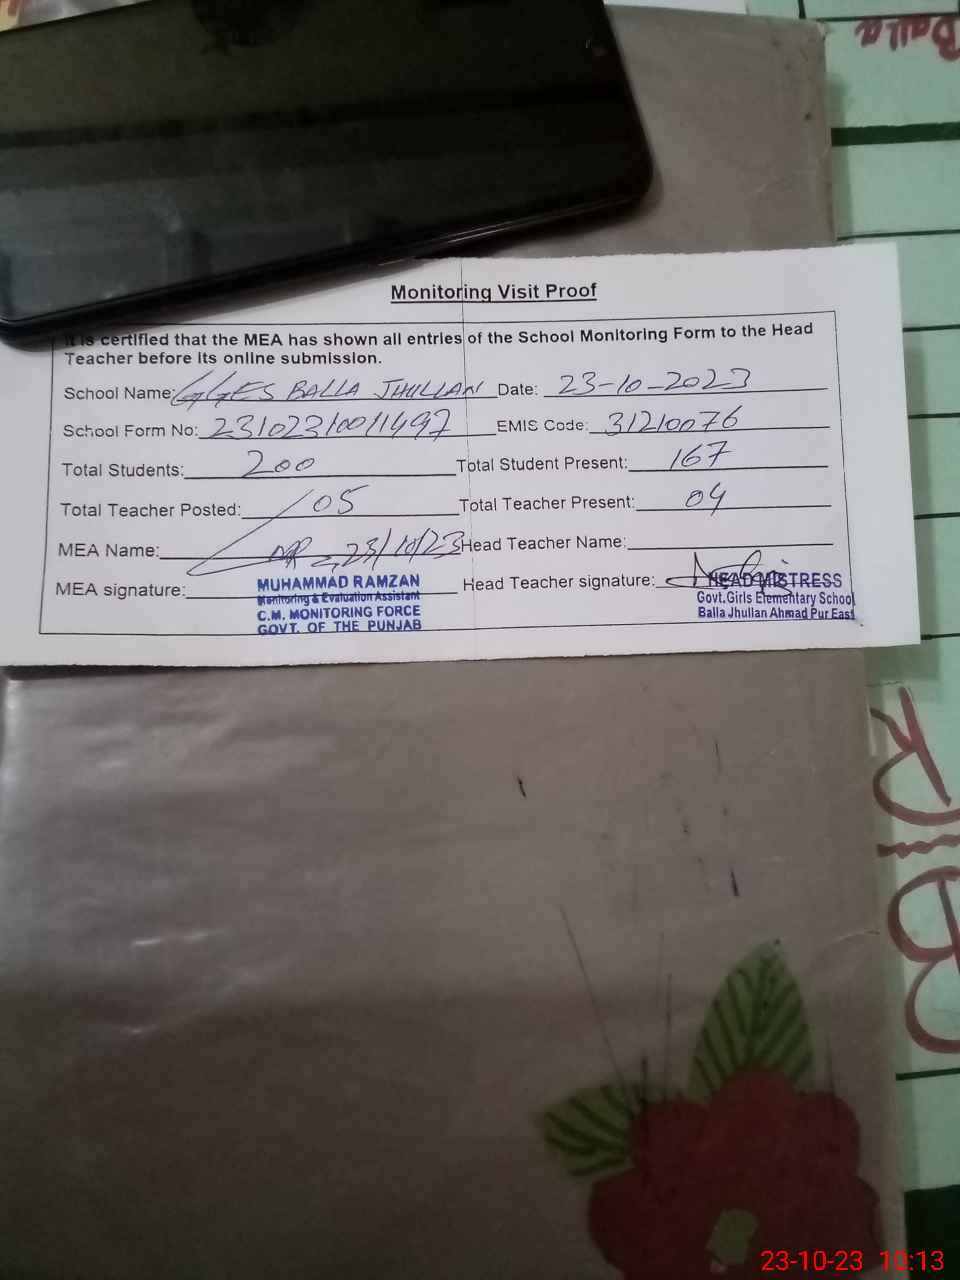 Balla
Monitoring Visit Proof
It is certified that the MEA has shown all entries of the School Monitoring Form to the Head
Teacher before its online submission.
School Name: GGES BALLA JHULLAN Date: 23-10-2023
School Form No: 2310231001149 7 EMIS Code: 31210076
Total Students: 200 Total Student Present: 167
Total Teacher Posted: 05 Total Teacher Present: 04
MEA Name: 23/10/23 Head Teacher Name:
MEA signature: Head Teacher signature:
MUHAMMAD RAMZAN
Monitoring & Evaluation Assistant
C.M. MONITORING FORCE
GOVT. OF THE PUNJAB
HEADMISTRESS
Govt.Girls Elementary School
Balla Jhullan Ahmad Pur East
23-10-23 10:13